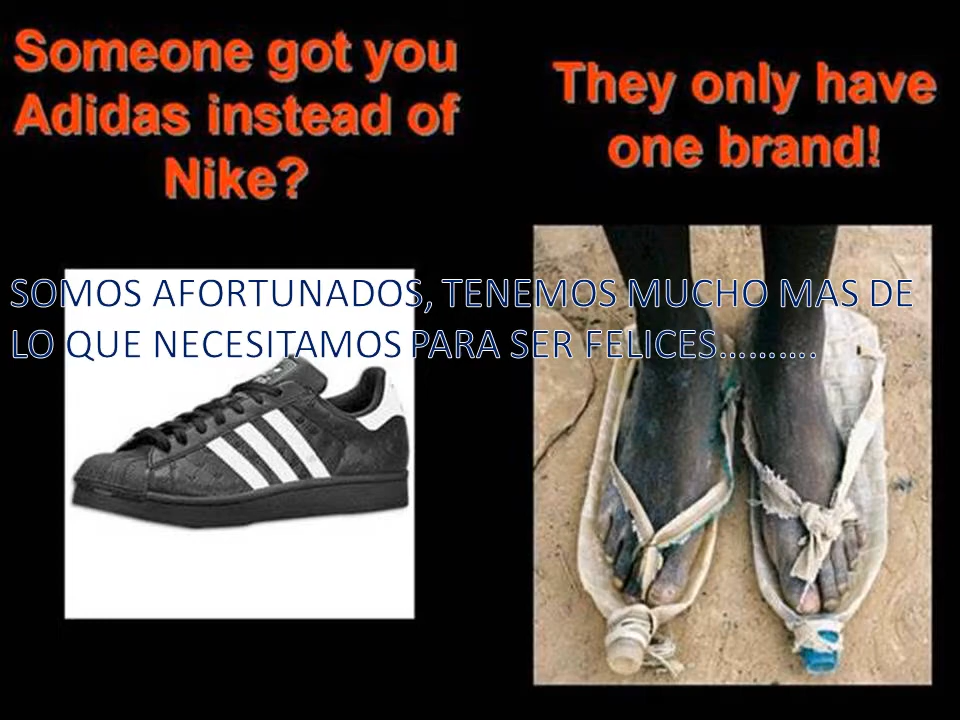 Someone got you
Adidas instead of
Nike?
They only have
one brand!
SOMOS AFORTUNADOS, TENEMOS MUCHO MAS DE
LO QUE NECESITAMOS PARA SER FELICES……….